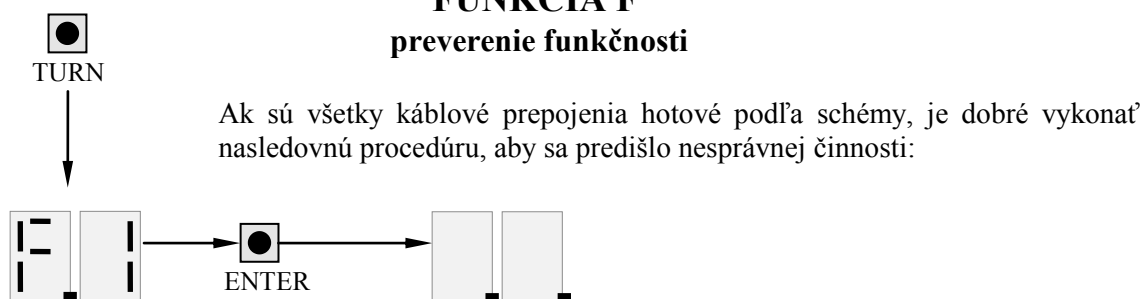 FUNKCIA F
preverenie funkčnosti
TURN
Ak sú všetky káblové prepojenia hotové podľa schémy, je dobré vykonať
nasledovnú procedúru, aby sa predišlo nesprávnej činnosti:
F. 1
ENTER